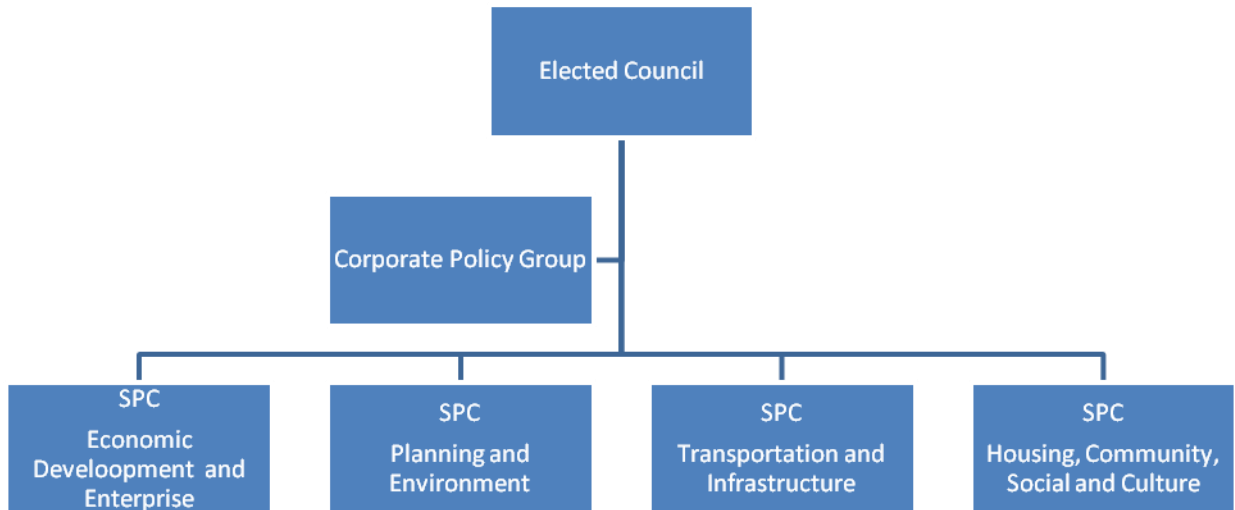 Elected Council
Corporate Policy Group
SPC
Economic
Develoopment and
Enterprise
SPC
Planning and
Environment
SPC
Transportation and
Infrastructure
SPC
Housing, Community,
Social and Culture